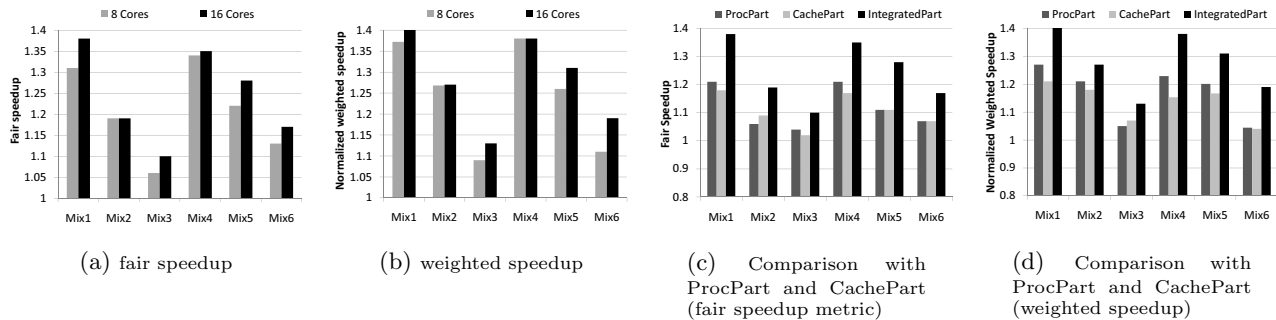 8 Cores 16 Cores
Fair speedup
1.4
1.35
1.3
1.25
1.2
1.15
1.1
1.05
1
Mix1 Mix2 Mix3 Mix4 Mix5 Mix6
(a) fair speedup
8 Cores 16 Cores
Normalized weighted speedup
1.4
1.35
1.3
1.25
1.2
1.15
1.1
1.05
1
Mix1 Mix2 Mix3 Mix4 Mix5 Mix6
(b) weighted speedup
ProcPart CachePart IntegratedPart
Fair Speedup
1.4
1.3
1.2
1.1
1
0.9
0.8
Mix1 Mix2 Mix3 Mix4 Mix5 Mix6
(c) Comparison with
ProcPart and CachePart
(fair speedup metric)
ProcPart CachePart IntegratedPart
Normalized Weighted Speedup
1.4
1.3
1.2
1.1
1
0.9
0.8
Mix1 Mix2 Mix3 Mix4 Mix5 Mix6
(d) Comparison with
ProcPart and CachePart
(weighted speedup)